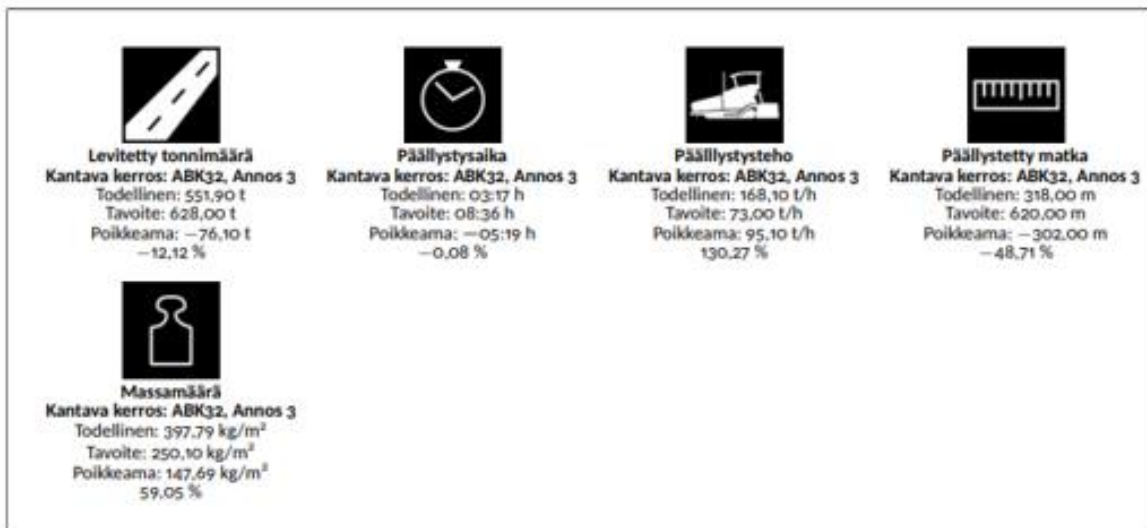 Levitetty tonnimäärä
Kantava kerros: ABK32, Annos 3
Todellinen: 551,90 t
Tavoite: 628,00 t
Poikkeama: −76,10 t
−12,12 %
Päällystysaika
Kantava kerros: ABK32, Annos 3
Todellinen: 03:17 h
Tavoite: 08:36 h
Poikkeama: −05:19 h
−0,08 %
Päälllystysteho
Kantava kerros: ABK32, Annos 3
Todellinen: 168,10 t/h
Tavoite: 73,00 t/h
Poikkeama: 95,10 t/h
130,27 %
Päällystetty matka
Kantava kerros: ABK32, Annos 3
Todellinen: 318,00 m
Tavoite: 620,00 m
Poikkeama: −302,00 m
−48,71 %
Massamäärä
Kantava kerros: ABK32, Annos 3
Todellinen: 397,79 kg/m²
Tavoite: 250,10 kg/m²
Poikkeama: 147,69 kg/m²
59,05 %